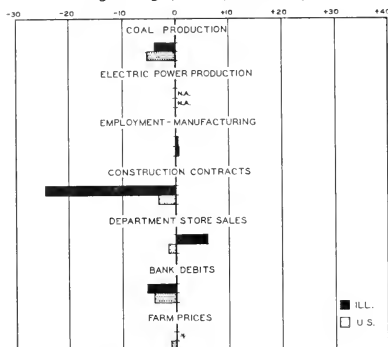 -30 -20 -10 0 +10 +20 +30 +40
COAL PRODUCTION
ELECTRIC POWER PRODUCTION
N.A.
N.A.
EMPLOYMENT-MANUFACTURING
CONSTRUCTION CONTRACTS
DEPARTMENT STORE SALES
BANK DEBITS
ILL.
U.S.
FARM PRICES
*